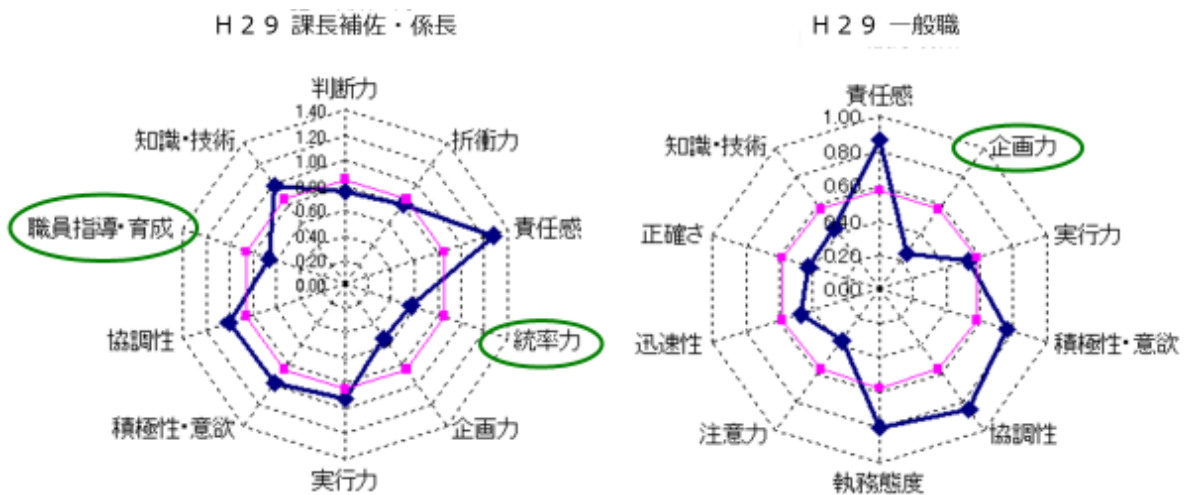 H29 課長補佐・係長
判断力
1.40
1.20
1.00
0.80
0.60
0.40
0.20
0.00
折衝力
責任感
統率力
企画力
実行力
積極性・意欲
協調性
職員指導・育成
知識・技術
H29 一般職
責任感
1.00
0.80
0.60
0.40
0.20
0.00
企画力
実行力
積極性・意欲
協調性
執務態度
注意力
迅速性
正確さ
知識・技術